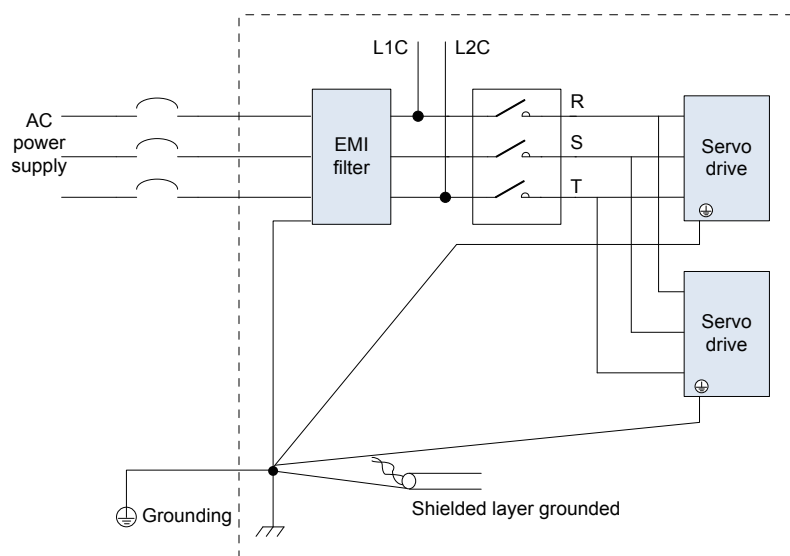 L1C
L2C
AC
power
supply
EMI
filter
R
S
T
Servo
drive
Servo
drive
Grounding
Shielded layer grounded